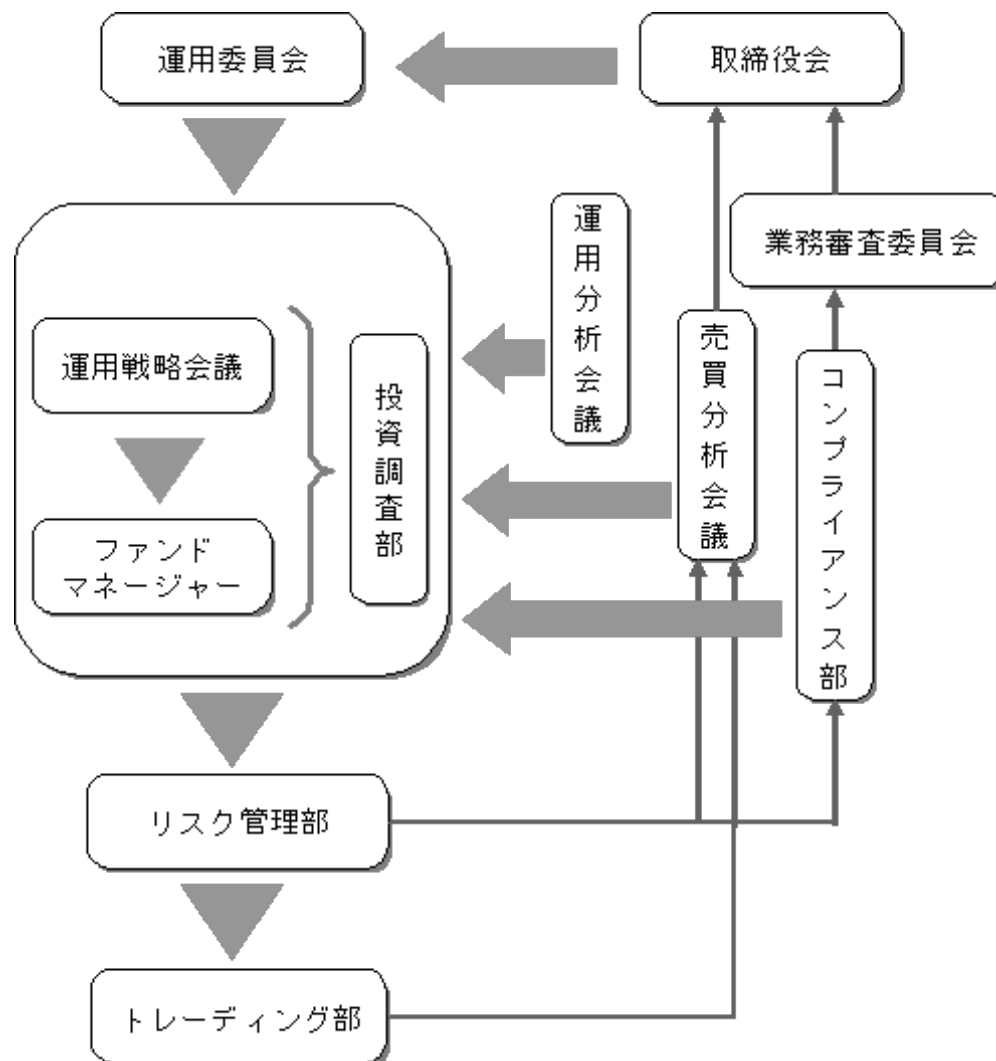 運用委員会
取締役会
業務審査委員会
運用分析会議
売買分析会議
コンプライアンス部
運用戦略会議
投資調査部
ファンド
マネージャー
リスク管理部
トレーディング部